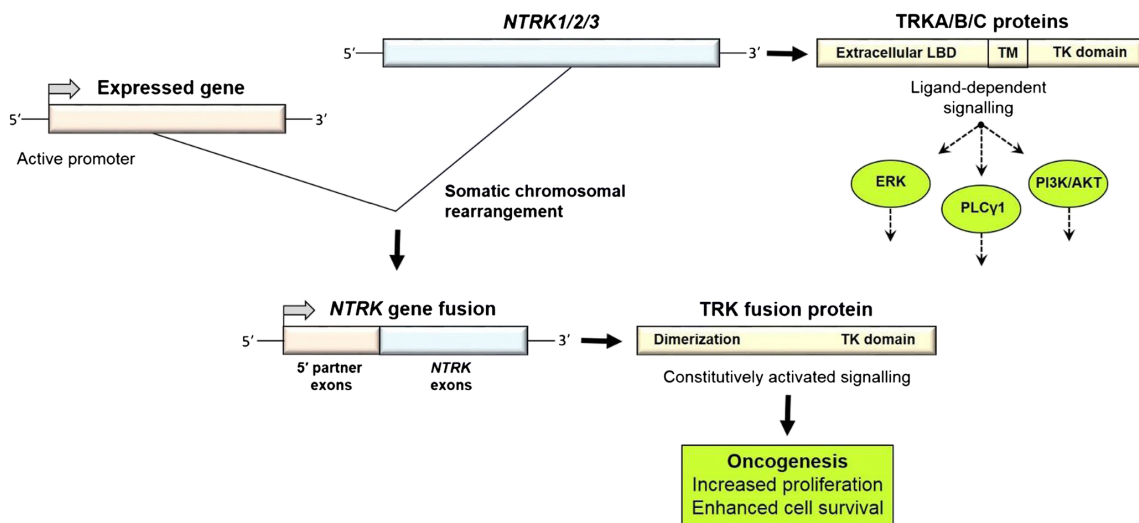 NTRK1/2/3
5′
3′
TRKA/B/C proteins
Extracellular LBD
TM
TK domain
Expressed gene
5′
3′
Active promoter
Ligand-dependent
signalling
ERK
PLCγ1
PI3K/AKT
Somatic chromosomal
rearrangement
NTRK gene fusion
5′
3′
5′ partner
exons
NTRK
exons
TRK fusion protein
Dimerization
TK domain
Constitutively activated signalling
Oncogenesis
Increased proliferation
Enhanced cell survival